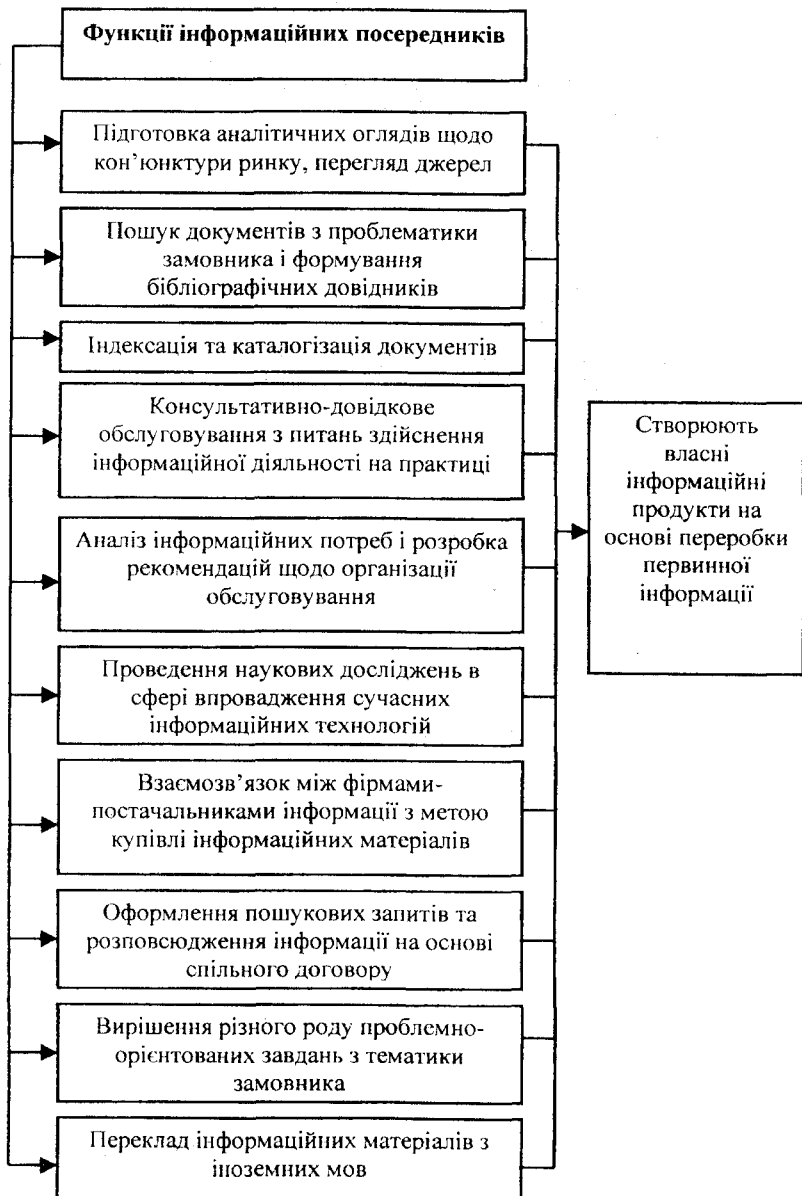 Функції інформаційних посередників
Підготовка аналітичних оглядів щодо
кон’юнктури ринку, перегляд джерел
Пошук документів з проблематики
замовника і формування
бібліографічних довідників
Індексація та каталогізація документів
Консультативно-довідкове
обслуговування з питань здійснення
інформаційної діяльності на практиці
Аналіз інформаційних потреб і розробка
рекомендацій щодо організації
обслуговування
Проведення наукових досліджень в
сфері впровадження сучасних
інформаційних технологій
Взаємозв’язок між фірмами-
постачальниками інформації з метою
купівлі інформаційних матеріалів
Оформлення пошукових запитів та
розповсюдження інформації на основі
спільного договору
Вирішення різного роду проблемно-
орієнтованих завдань з тематики
замовника
Переклад інформаційних матеріалів з
іноземних мов
Створюють
власні
інформаційні
продукти на
основі переробки
первинної
інформації